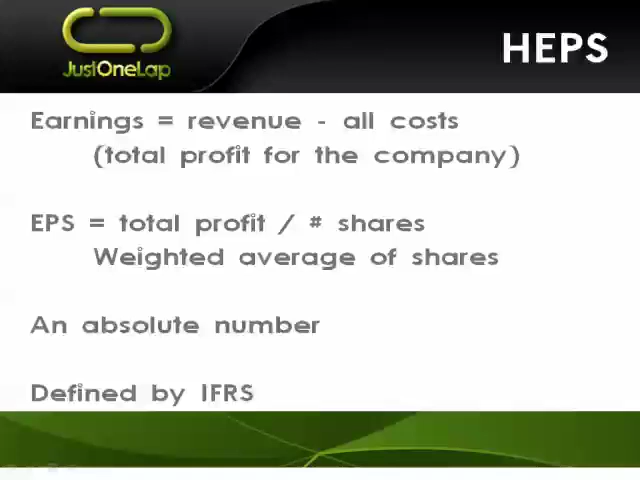 JustOneLap
HEPS
Earnings = revenue - all costs
(total profit for the company)
EPS = total profit / # shares
Weighted average of shares
An absolute number
Defined by IFRS